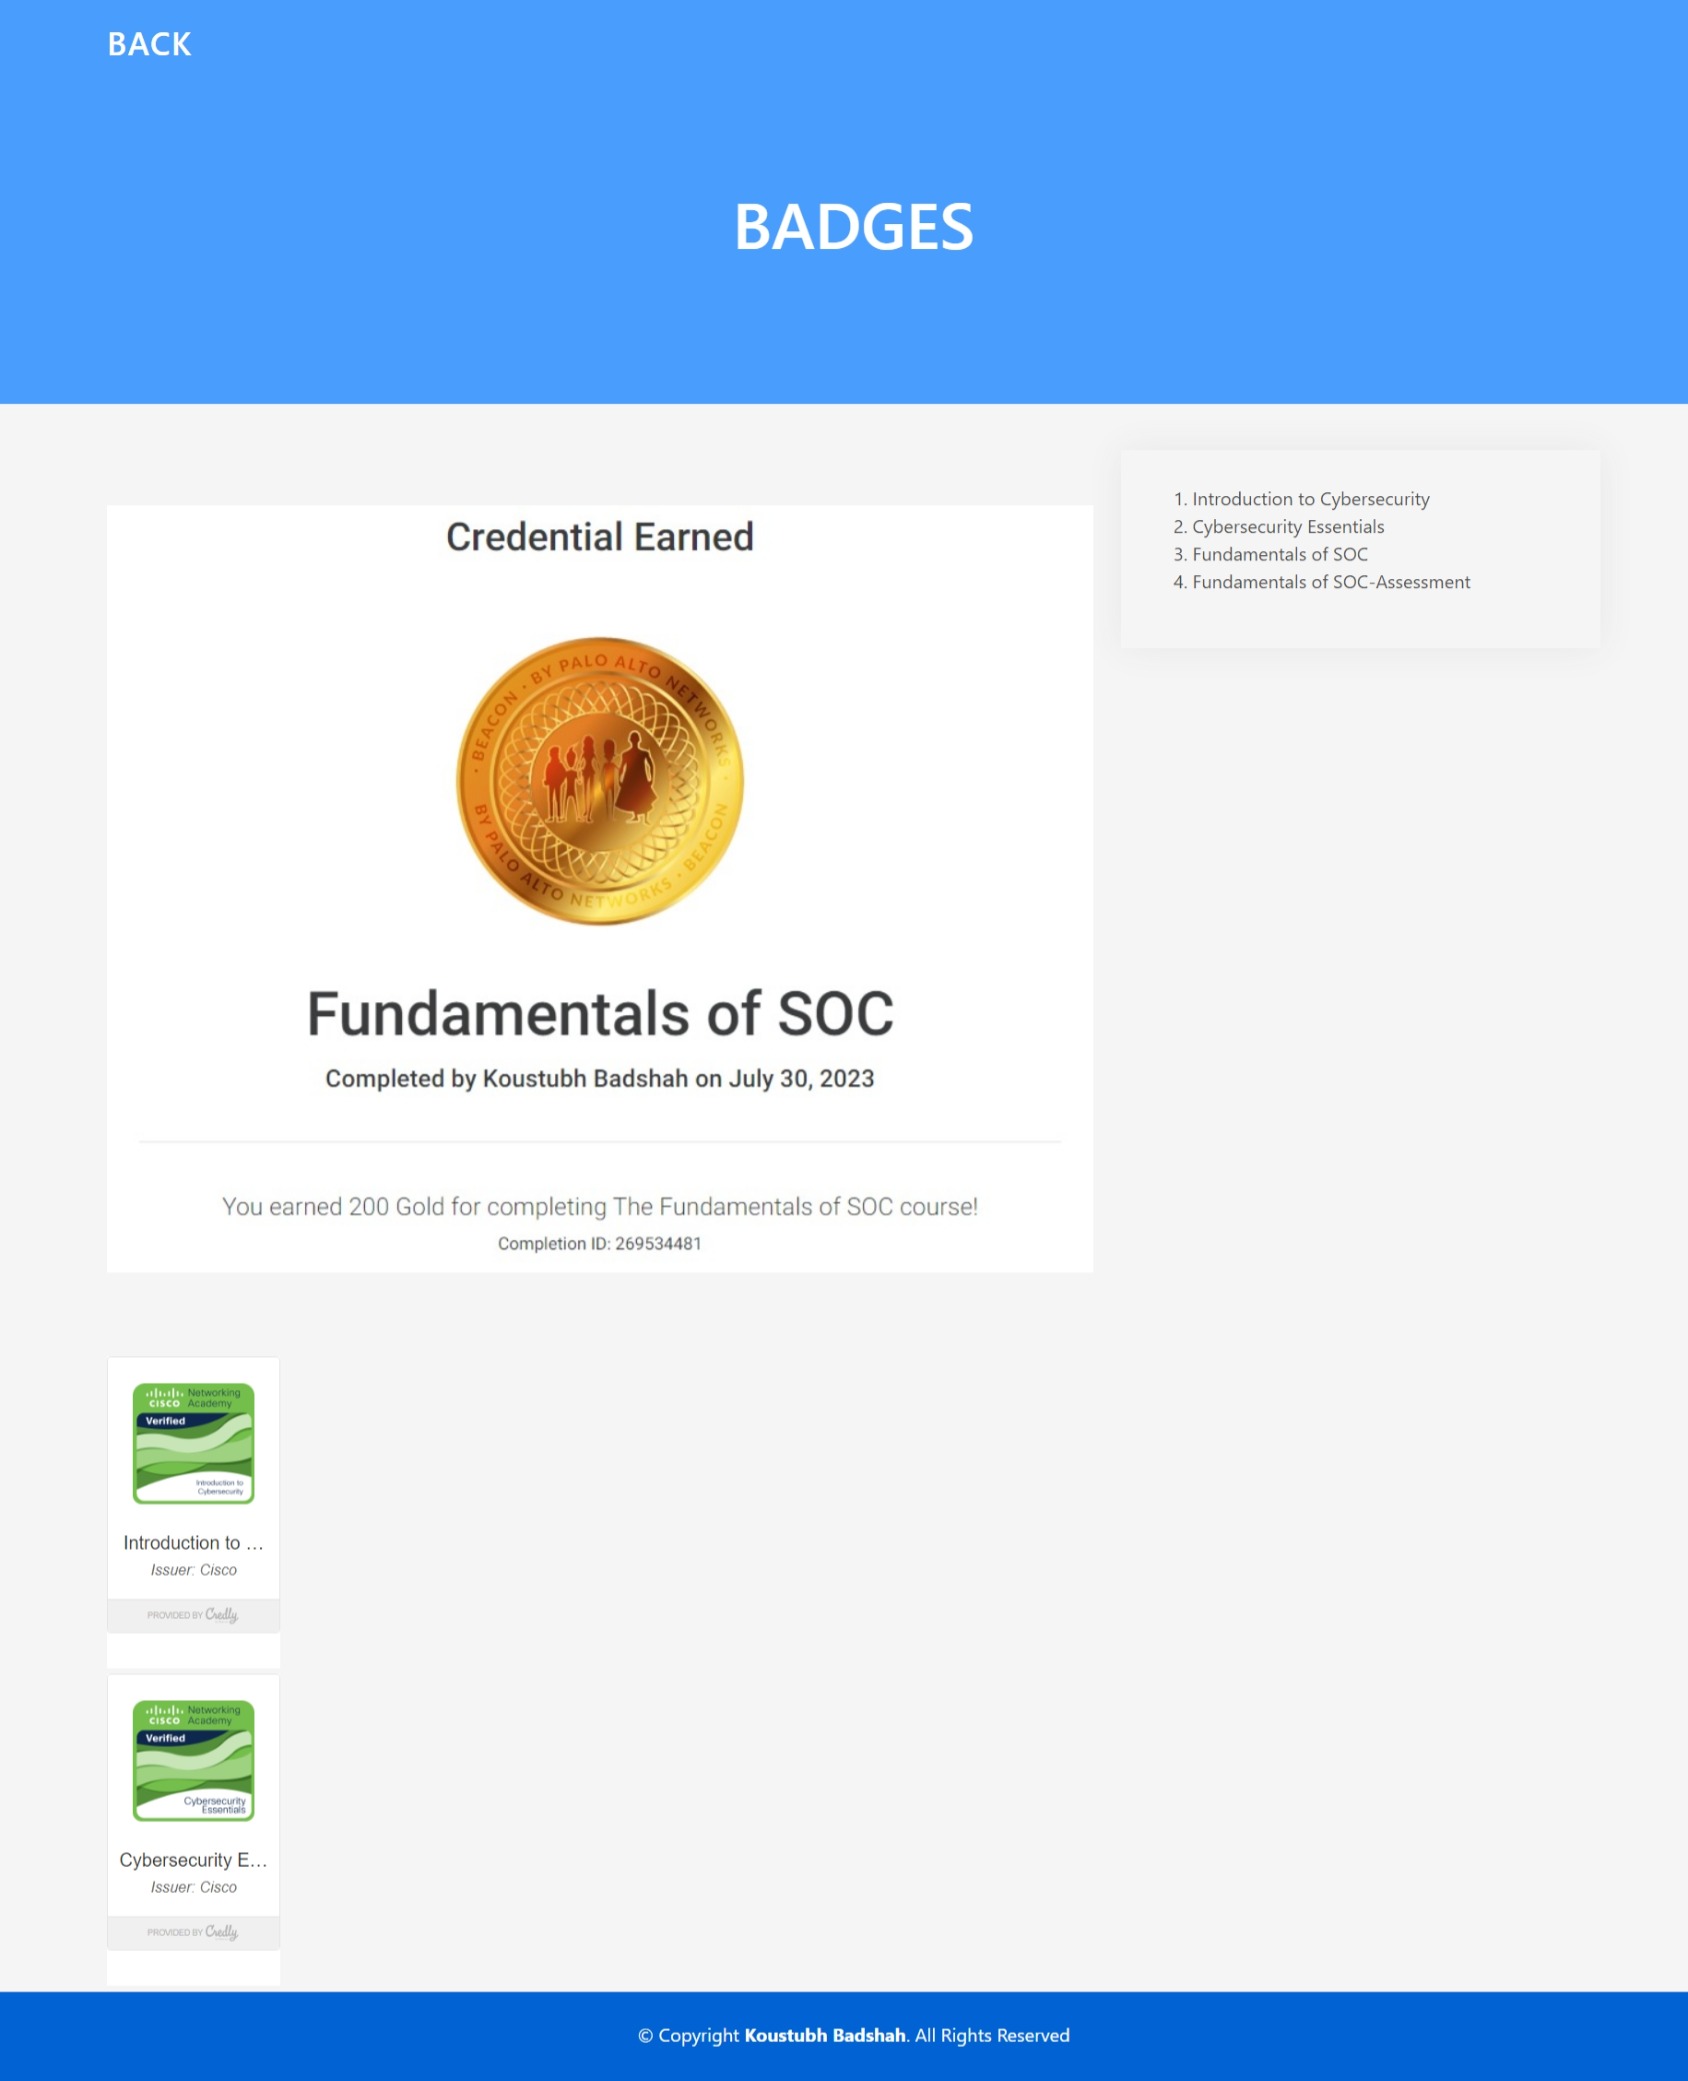 BACK
BADGES
1. Introduction to Cybersecurity
2. Cybersecurity Essentials
3. Fundamentals of SOC
4. Fundamentals of SOC-Assessment
Credential Earned
· BEACON · BY PALO ALTO NETWORKS ·
BY PALO ALTO NETWORKS · BEACON
Fundamentals of SOC
Completed by Koustubh Badshah on July 30, 2023
You earned 200 Gold for completing The Fundamentals of SOC course!
Completion ID: 269534481
CISCO Networking
Academy
Verified
Introduction to
Cybersecurity
Introduction to ...
Issuer: Cisco
PROVIDED BY Credly
CISCO Networking
Academy
Verified
Cybersecurity
Essentials
Cybersecurity E...
Issuer: Cisco
PROVIDED BY Credly
© Copyright Koustubh Badshah. All Rights Reserved